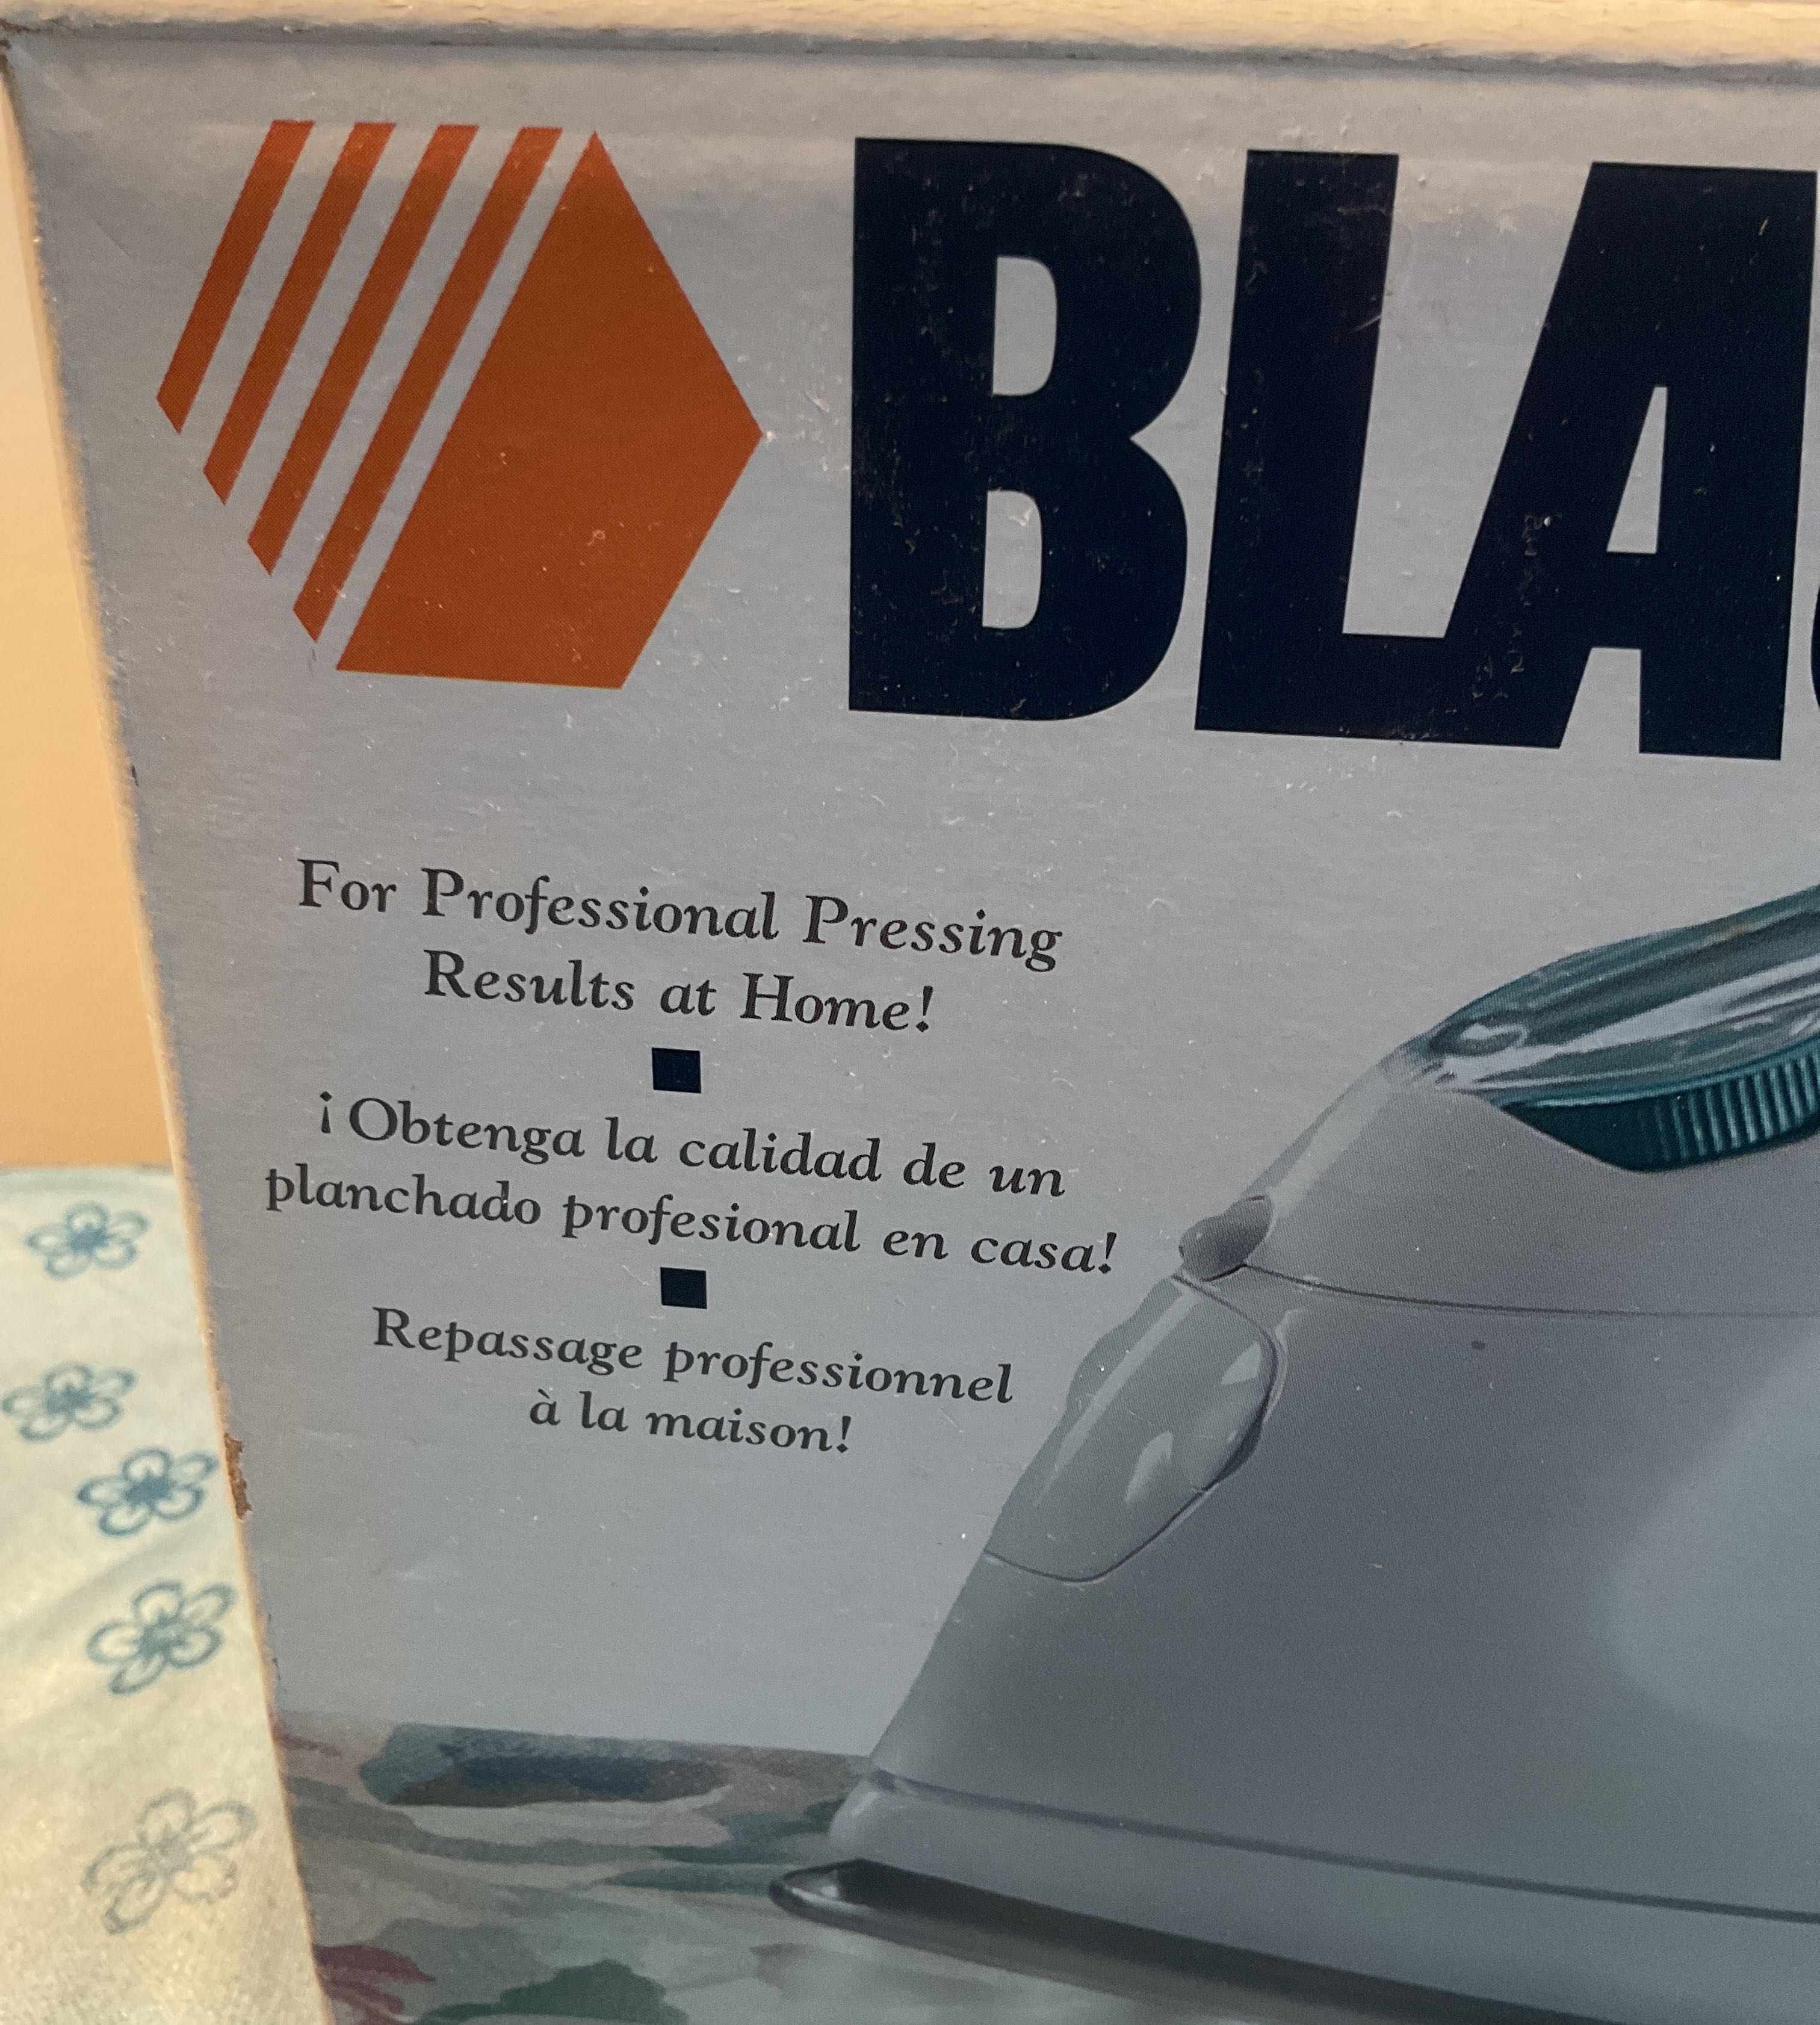 BLA
For Professional Pressing
Results at Home!
¡Obtenga la calidad de un
planchado profesional en casa!
Repassage professionnel
à la maison!